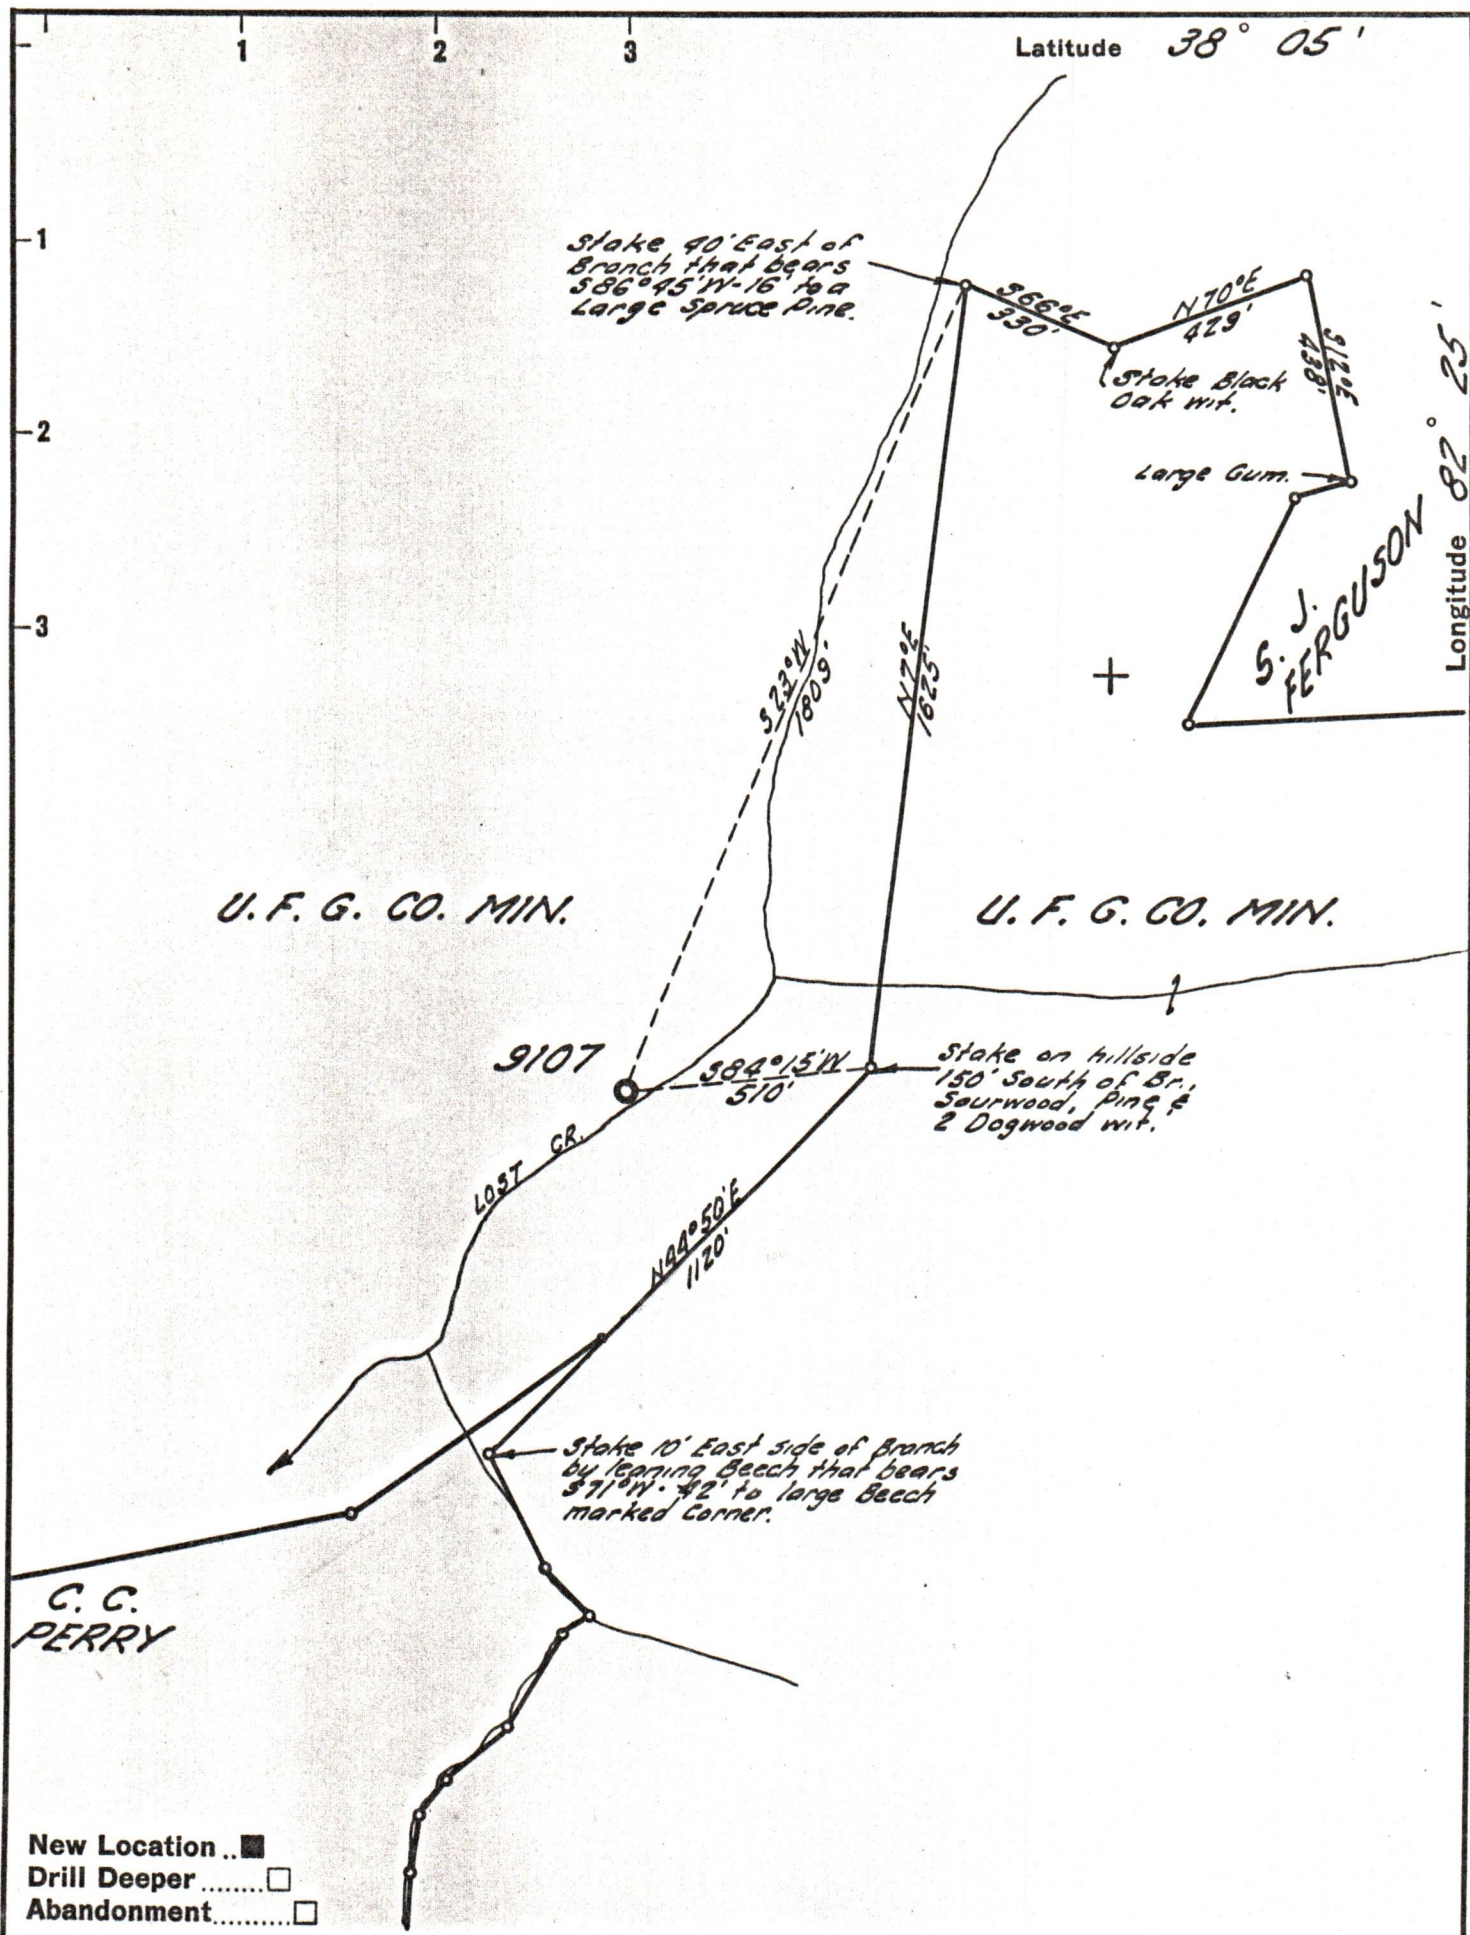 1 2 3
Latitude 38° 05'
1
2
3
Longitude 82° 25'
Stake 40' East of
Branch that bears
S86°45'W-16' to a
Large Spruce Pine.
S66°E
330'
N70°E
429'
S12°E
438'
Stake Black
Oak wit.
Large Gum.
S. J.
FERGUSON
S23°W
1809'
N7°E
1625'
+
U. F. G. CO. MIN.
U. F. G. CO. MIN.
9107
S84°15'W
510'
Stake on hillside
150' South of Br.,
Sourwood, Pine &
2 Dogwood wit.
LOST CR.
N44°50'E
1120'
Stake 10' East side of Branch
by leaning Beech that bears
S71°W - 42' to large Beech
marked Corner.
C. C.
PERRY
New Location .. ■
Drill Deeper ........ □
Abandonment.......... □